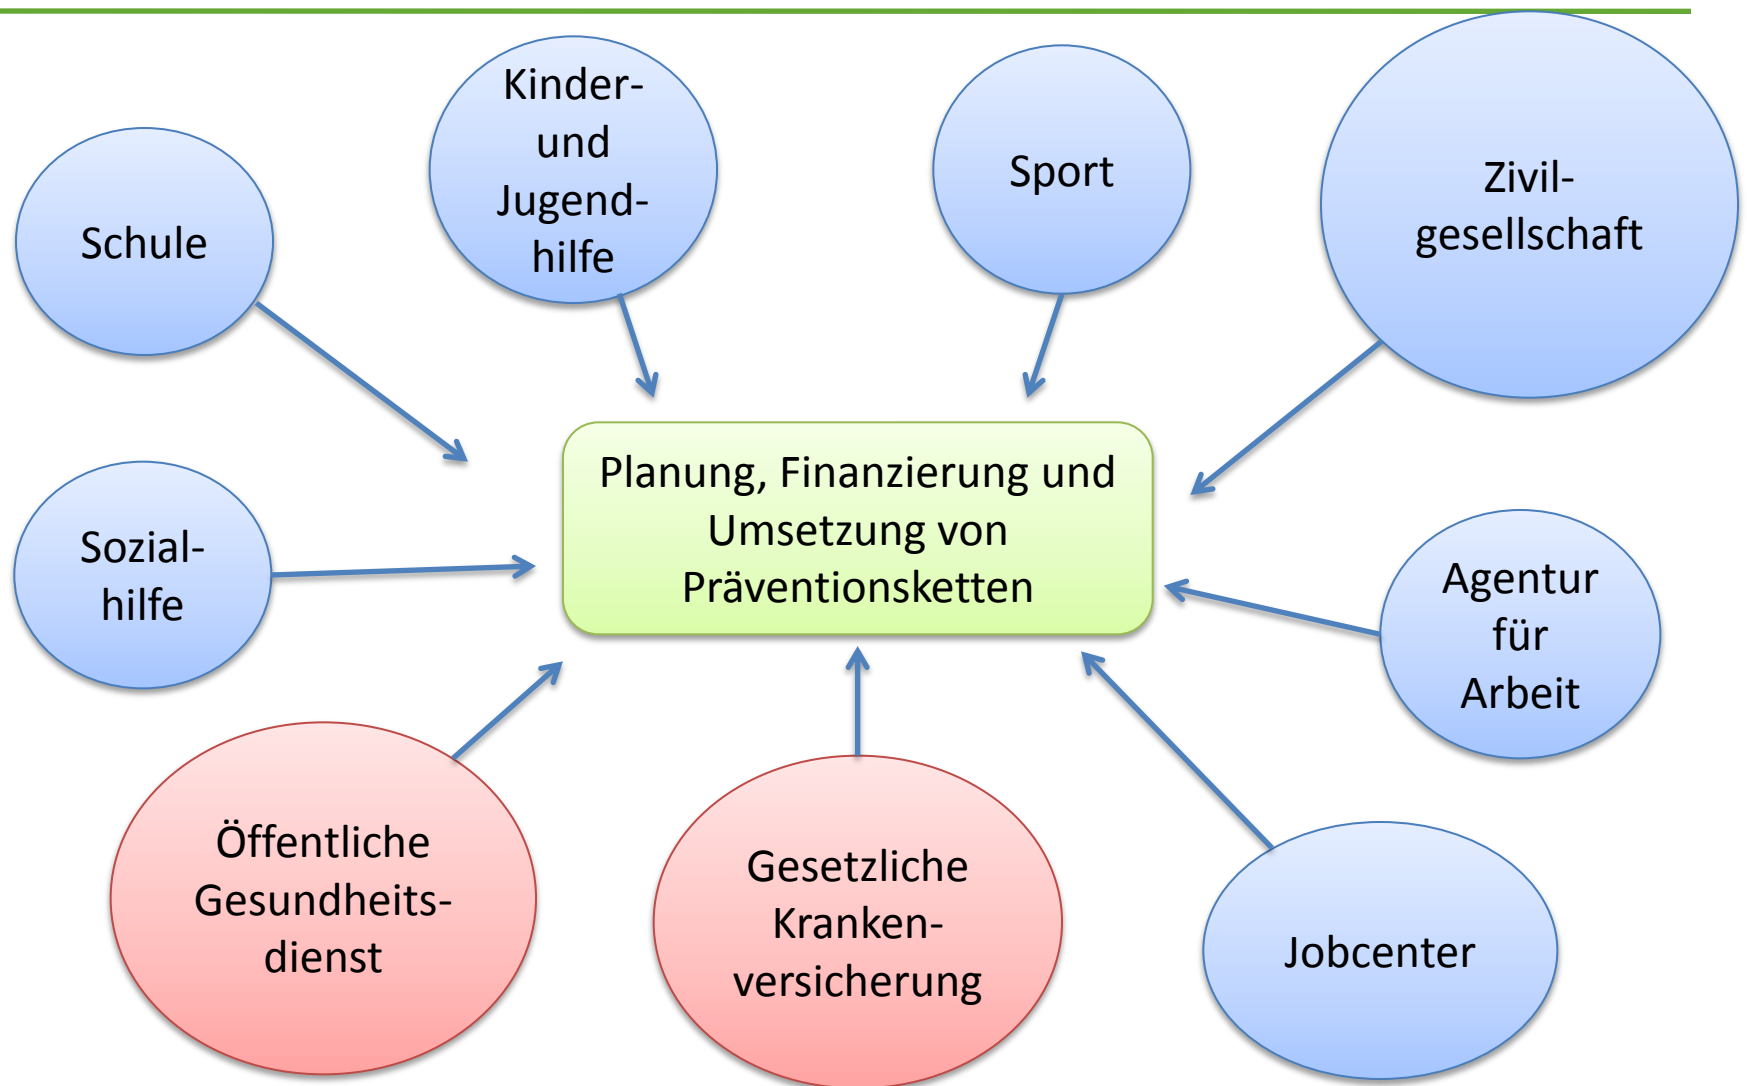 Kinder-
und
Jugend-
hilfe
Sport
Zivil-
gesellschaft
Schule
Planung, Finanzierung und
Umsetzung von
Präventionsketten
Sozial-
hilfe
Agentur
für
Arbeit
Öffentliche
Gesundheits-
dienst
Gesetzliche
Kranken-
versicherung
Jobcenter